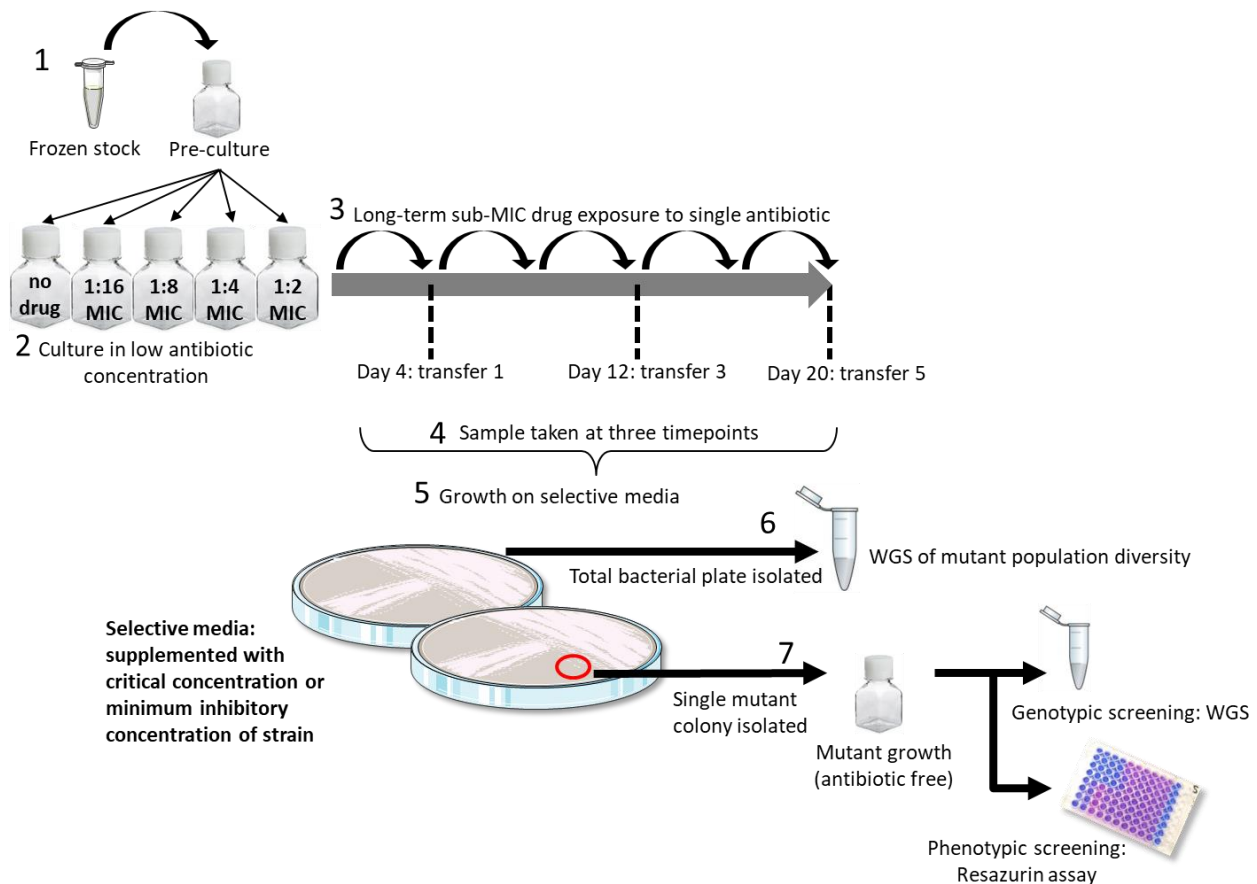 1
Frozen stock
Pre-culture
no
drug
1:16
MIC
1:8
MIC
1:4
MIC
1:2
MIC
2 Culture in low antibiotic
concentration
3 Long-term sub-MIC drug exposure to single antibiotic
Day 4: transfer 1
Day 12: transfer 3
Day 20: transfer 5
4 Sample taken at three timepoints
5 Growth on selective media
6
Total bacterial plate isolated
WGS of mutant population diversity
Selective media:
supplemented with
critical concentration or
minimum inhibitory
concentration of strain
7
Single mutant
colony isolated
Mutant growth
(antibiotic free)
Genotypic screening: WGS
S
Phenotypic screening:
Resazurin assay